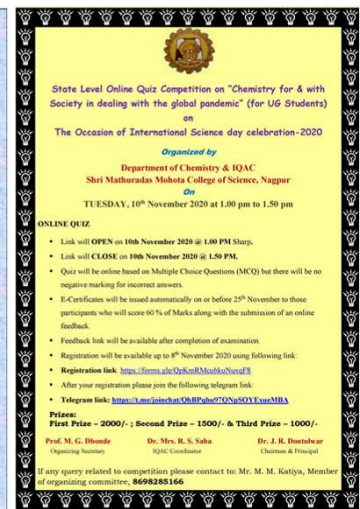 State Level Online Quiz Competition on "Chemistry for & with
Society in dealing with the global pandemic" (for UG Students)
on
The Occasion of International Science day celebration-2020
Organized by
Department of Chemistry & IQAC
Shri Mathuradas Mohota College of Science, Nagpur
On
TUESDAY, 10th November 2020 at 1.00 pm to 1.50 pm
ONLINE QUIZ
• Link will OPEN on 10th November 2020 @ 1.00 PM Sharp.
• Link will CLOSE on 10th November 2020 @ 1.50 PM.
• Quiz will be online based on Multiple Choice Questions (MCQ) but there will be no
negative marking for incorrect answers.
• E-Certificates will be issued automatically on or before 25th November to those
participants who will score 60 % of Marks along with the submission of an online
feedback.
• Feedback link will be available after completion of examination.
• Registration will be available up to 8th November 2020 using following link:
• Registration link: https://forms.gle/QpKmRMcubkuNuxqF8
• After your registration please join the following telegram link:
• Telegram link: https://t.me/joinchat/QhBPqhu97QNpSOYExueMBA
Prizes:
First Prize – 2000/- ; Second Prize – 1500/- & Third Prize – 1000/-
Prof. M. G. Dhonde Dr. Mrs. R. S. Saha Dr. J. R. Dontulwar
Organizing Secretary IQAC Coordinator Chairman & Principal
If any query related to competition please contact to: Mr. M. M. Katiya, Member
of organizing committee, 8698285166